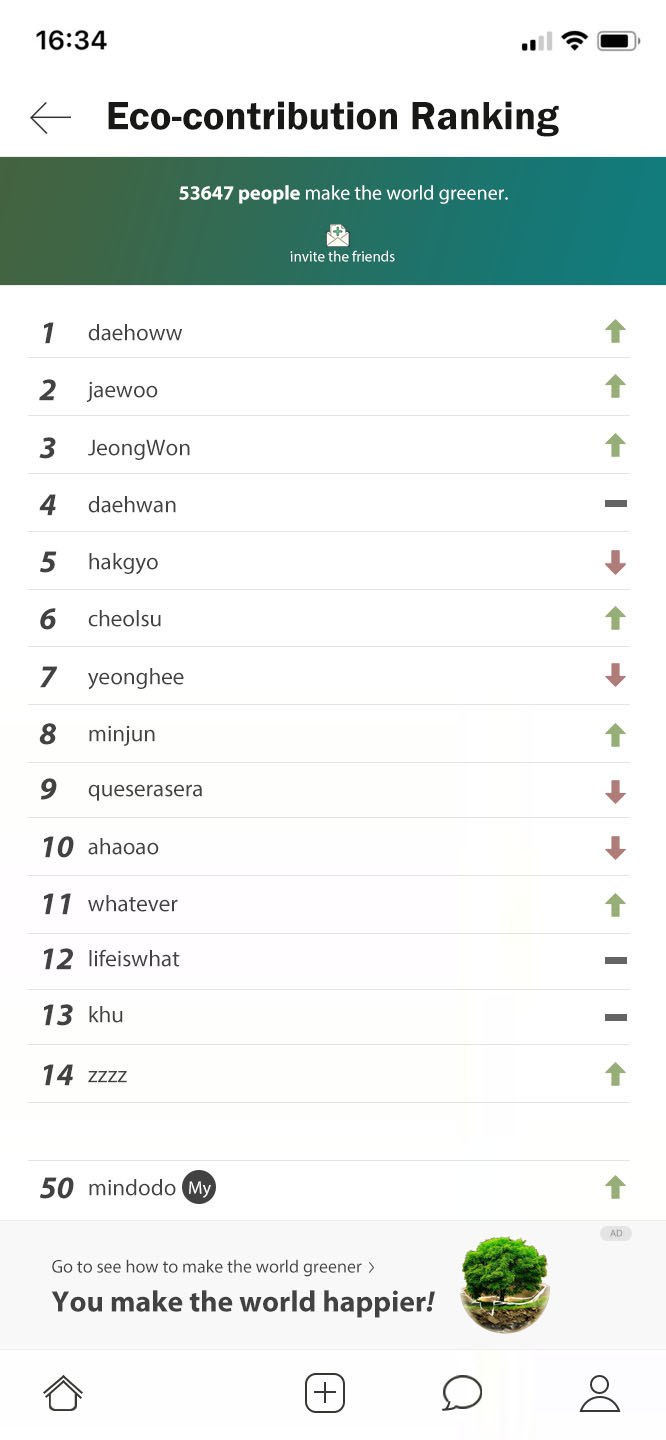 16:34
Eco-contribution Ranking
53647 people make the world greener.
invite the friends
1 daehoww
2 jaewoo
3 JeongWon
4 daehwan
5 hakgyo
6 cheolsu
7 yeonghee
8 minjun
9 queserasera
10 ahaoao
11 whatever
12 lifeiswhat
13 khu
14 zzzz
50 mindodo My
AD
Go to see how to make the world greener >
You make the world happier!